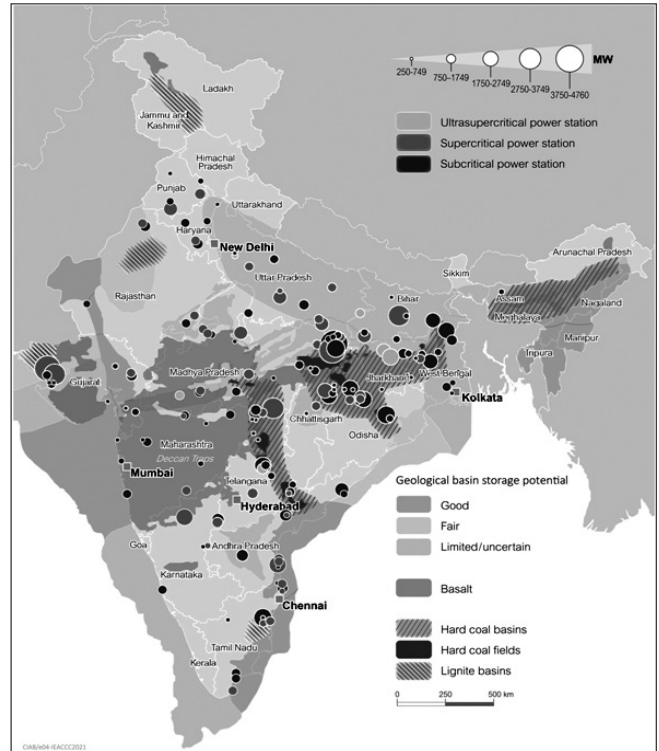 MW
250-749
750–1749
1750-2749
2750-3749
3750-4760
Ultrasupercritical power station
Supercritical power station
Subcritical power station
Ladakh
Jammu and
Kashmir
Himachal
Pradesh
Punjab
Uttarakhand
Haryana
New Delhi
Arunachal Pradesh
Sikkim
Uttar Pradesh
Rajasthan
Bihar
Assam
Nagaland
Meghalaya
Manipur
Tripura
Gujarat
Madhya Pradesh
Jharkhand
West Bengal
Kolkata
Chhattisgarh
Odisha
Maharashtra
Deccan Traps
Mumbai
Telangana
Hyderabad
Goa
Andhra Pradesh
Karnataka
Chennai
Tamil Nadu
Kerala
Geological basin storage potential
Good
Fair
Limited/uncertain
Basalt
Hard coal basins
Hard coal fields
Lignite basins
0
250
500 km
CIAB/e04-IEACCC2021